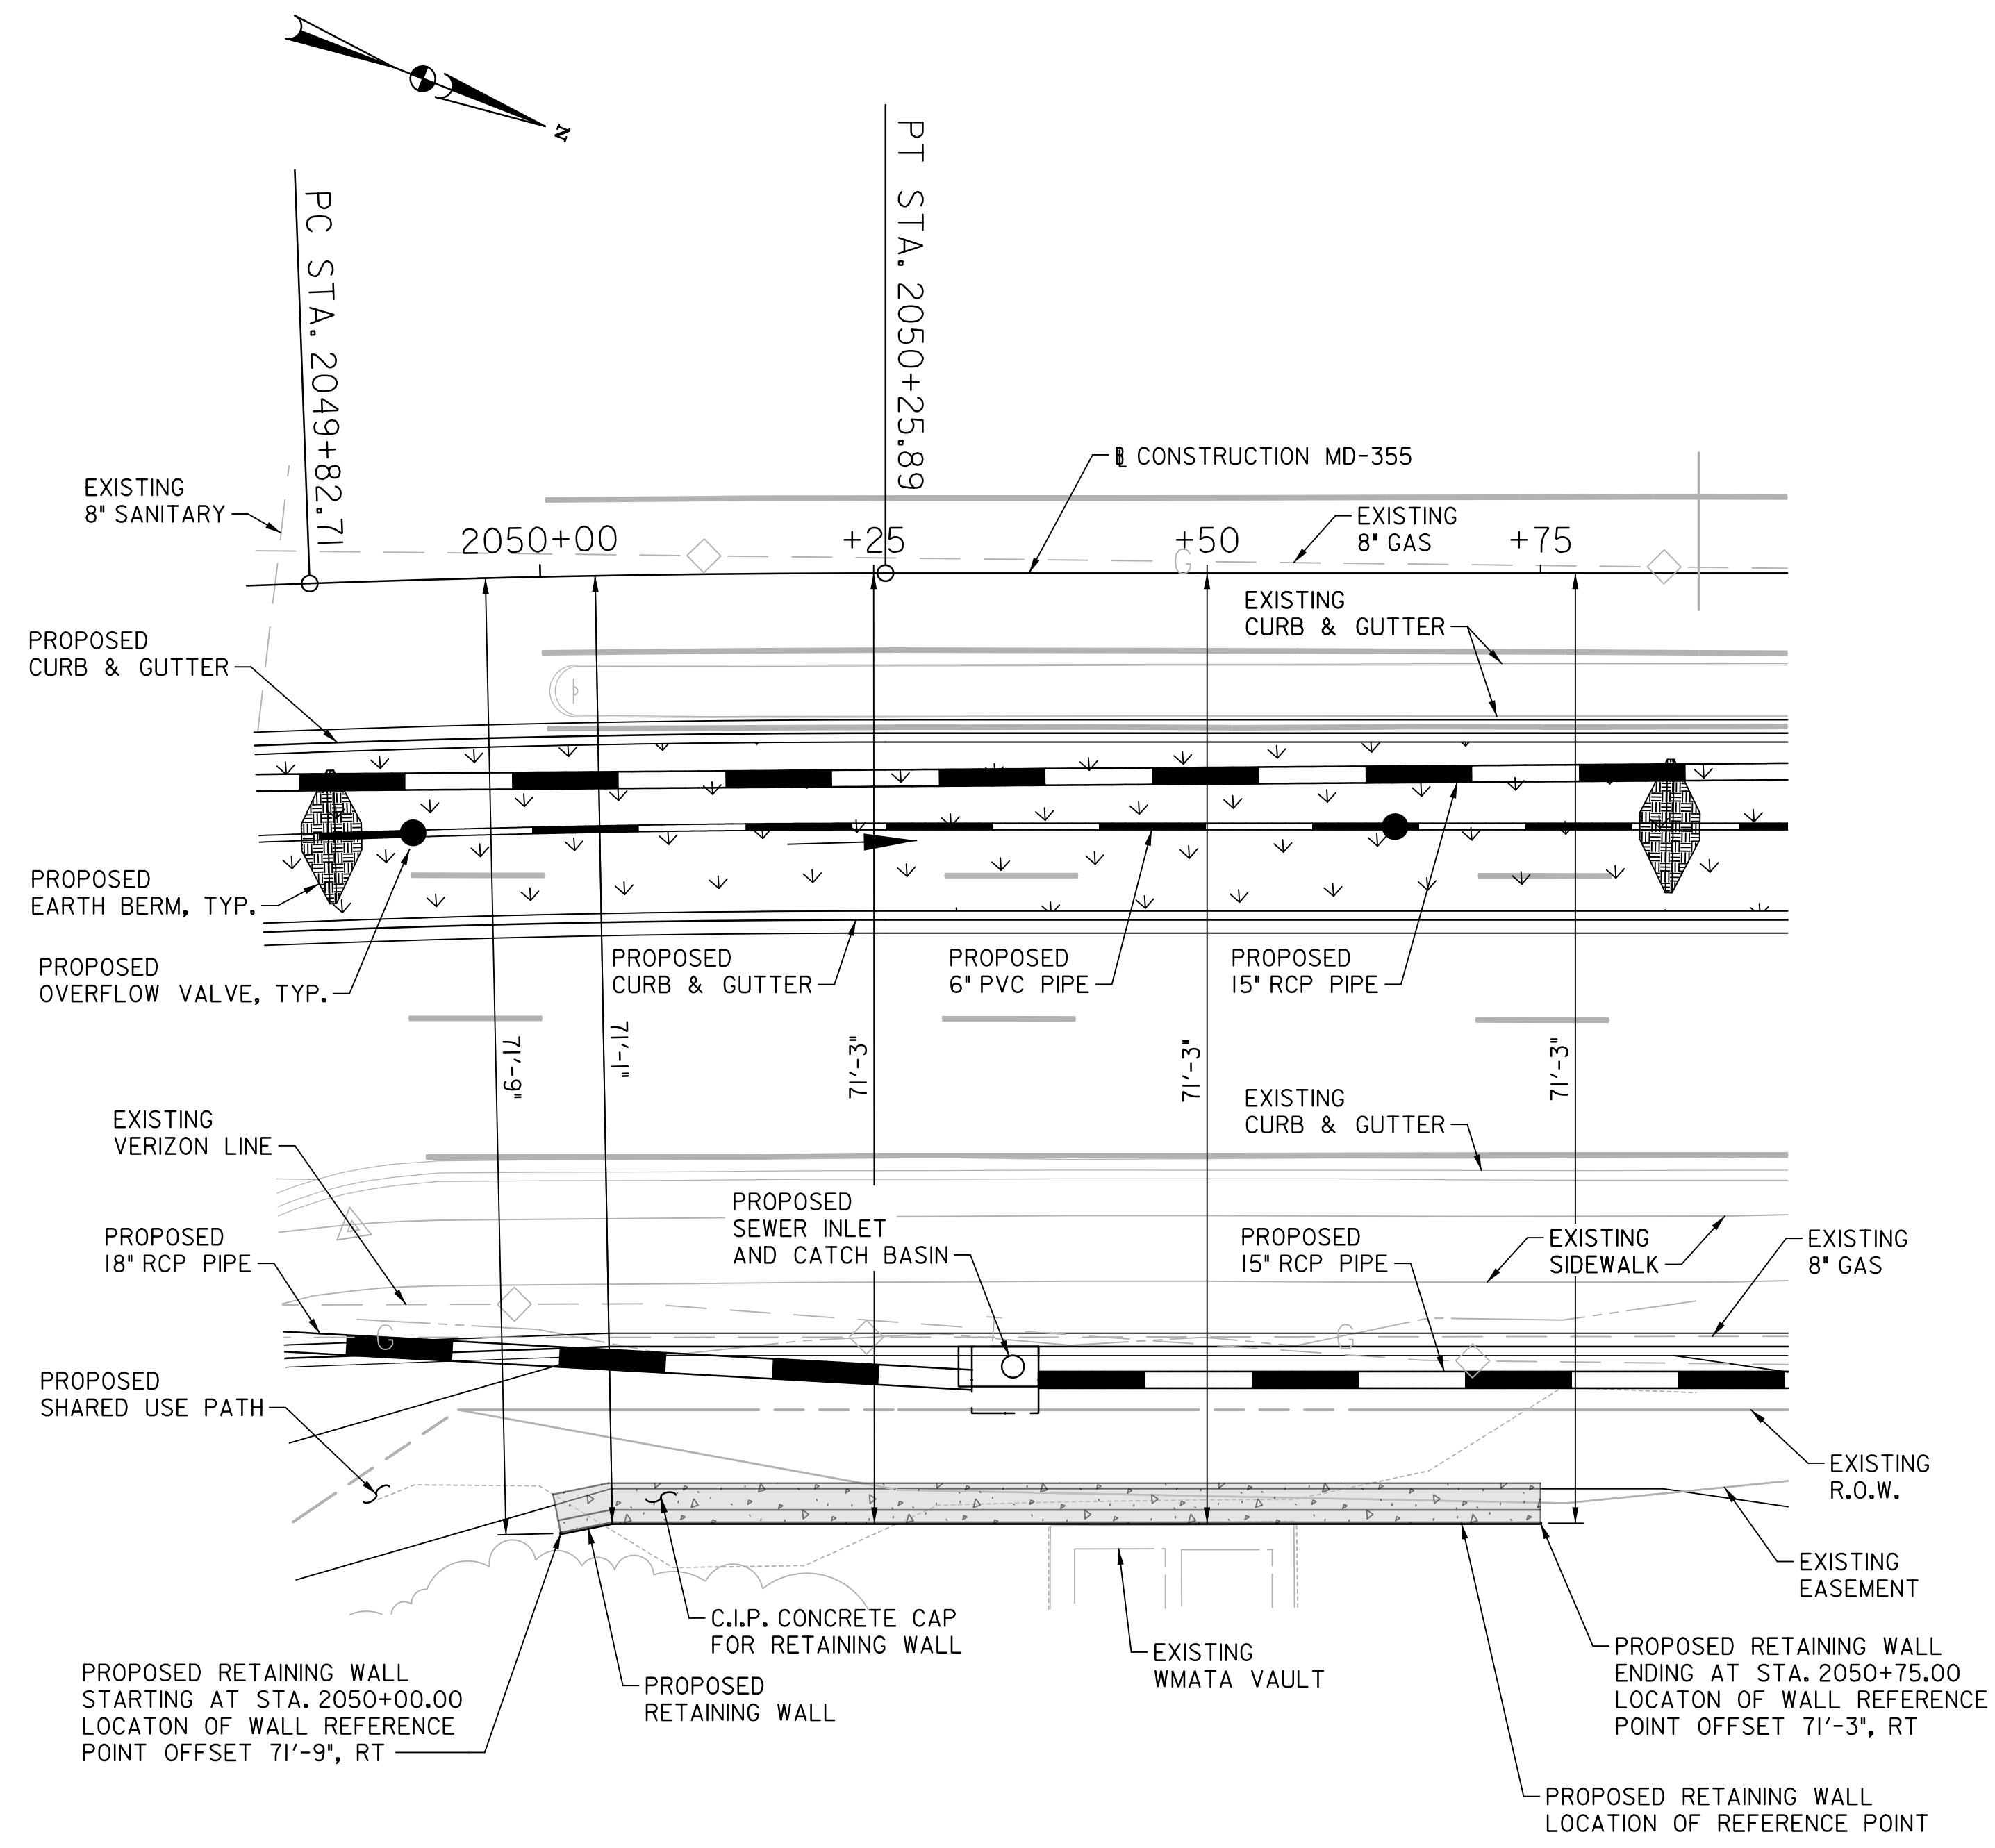 N
PC STA. 2049+82.71
PT STA. 2050+25.89
BL CONSTRUCTION MD-355
EXISTING
8" SANITARY
EXISTING
8" GAS
2050+00
+25
+50
+75
G
EXISTING
CURB & GUTTER
PROPOSED
CURB & GUTTER
PROPOSED
EARTH BERM, TYP.
PROPOSED
OVERFLOW VALVE, TYP.
PROPOSED
CURB & GUTTER
PROPOSED
6" PVC PIPE
PROPOSED
15" RCP PIPE
71'-9"
71'-1"
71'-3"
71'-3"
71'-3"
EXISTING
VERIZON LINE
EXISTING
CURB & GUTTER
PROPOSED
18" RCP PIPE
PROPOSED
SEWER INLET
AND CATCH BASIN
PROPOSED
15" RCP PIPE
EXISTING
SIDEWALK
EXISTING
8" GAS
G
G
PROPOSED
SHARED USE PATH
EXISTING
R.O.W.
EXISTING
EASEMENT
C.I.P. CONCRETE CAP
FOR RETAINING WALL
PROPOSED
RETAINING WALL
EXISTING
WMATA VAULT
PROPOSED RETAINING WALL
STARTING AT STA. 2050+00.00
LOCATON OF WALL REFERENCE
POINT OFFSET 71'-9", RT
PROPOSED RETAINING WALL
ENDING AT STA. 2050+75.00
LOCATON OF WALL REFERENCE
POINT OFFSET 71'-3", RT
PROPOSED RETAINING WALL
LOCATION OF REFERENCE POINT